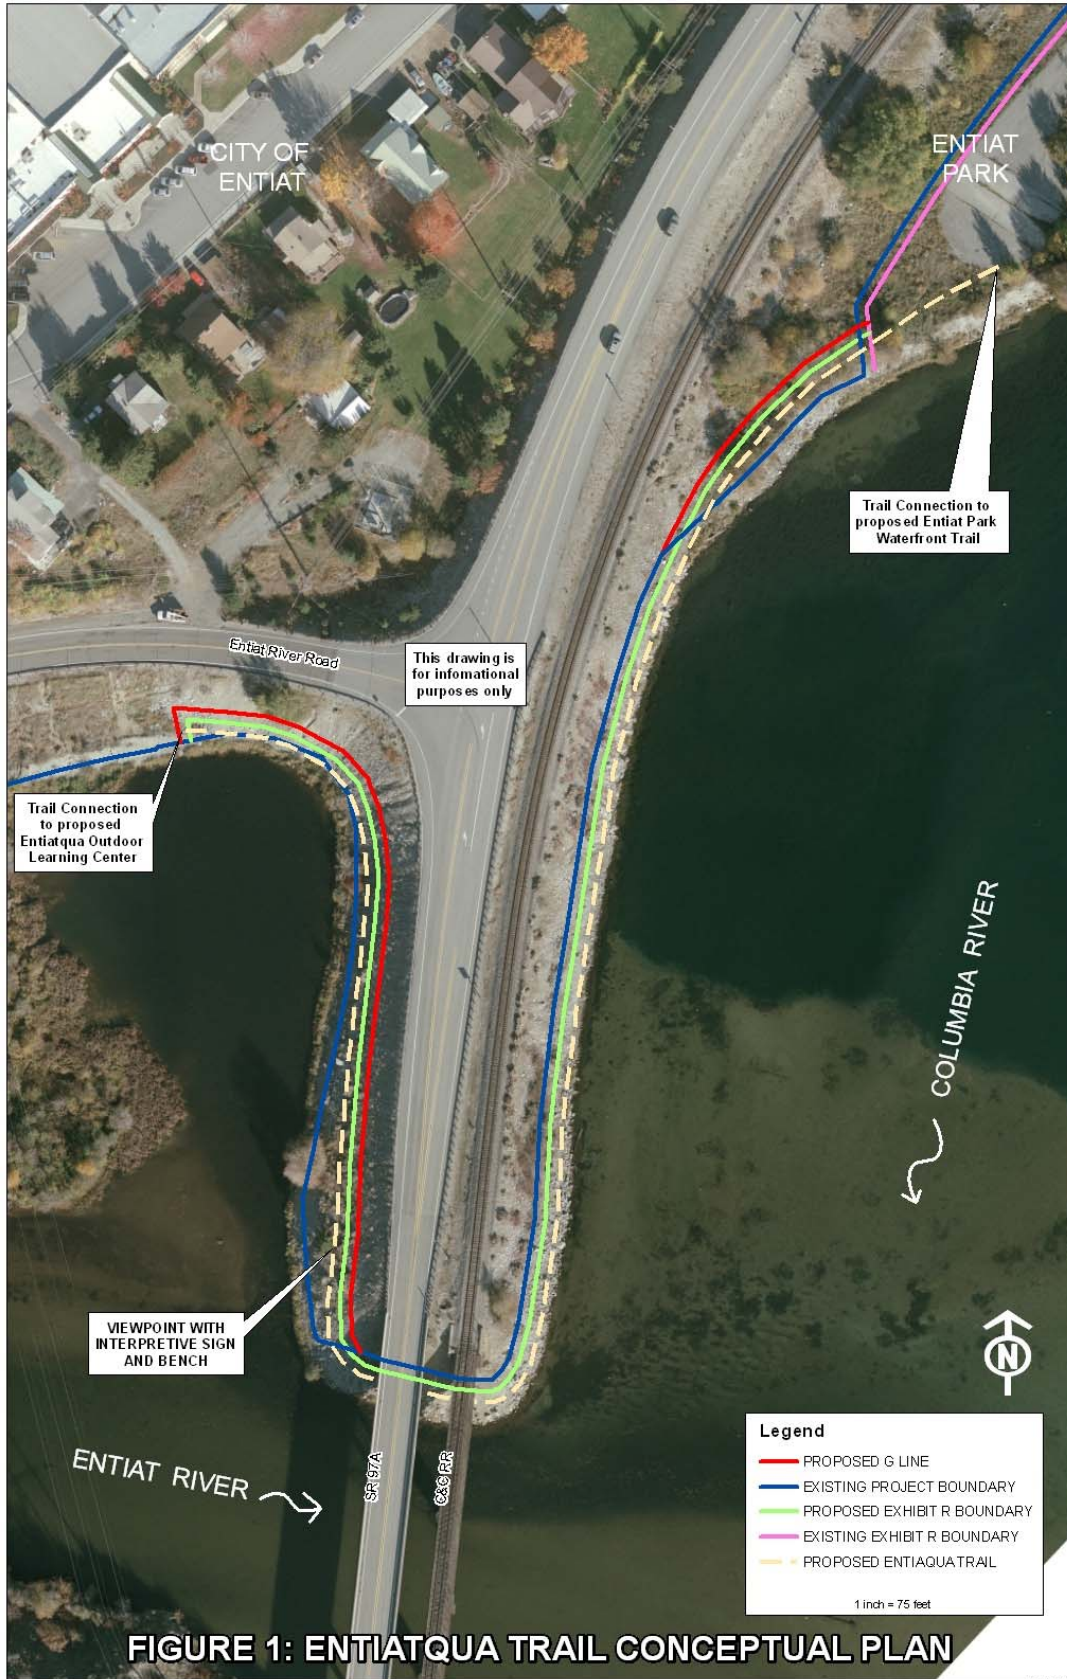 CITY OF
ENTIAT
ENTIAT
PARK
Trail Connection to
proposed Entiat Park
Waterfront Trail
Entiat River Road
This drawing is
for infomational
purposes only
Trail Connection
to proposed
Entiatqua Outdoor
Learning Center
COLUMBIA RIVER
VIEWPOINT WITH
INTERPRETIVE SIGN
AND BENCH
N
ENTIAT RIVER
SR 97A
C&C RR
Legend
PROPOSED G LINE
EXISTING PROJECT BOUNDARY
PROPOSED EXHIBIT R BOUNDARY
EXISTING EXHIBIT R BOUNDARY
PROPOSED ENTIAQUA TRAIL
1 inch = 75 feet
FIGURE 1: ENTIATQUA TRAIL CONCEPTUAL PLAN